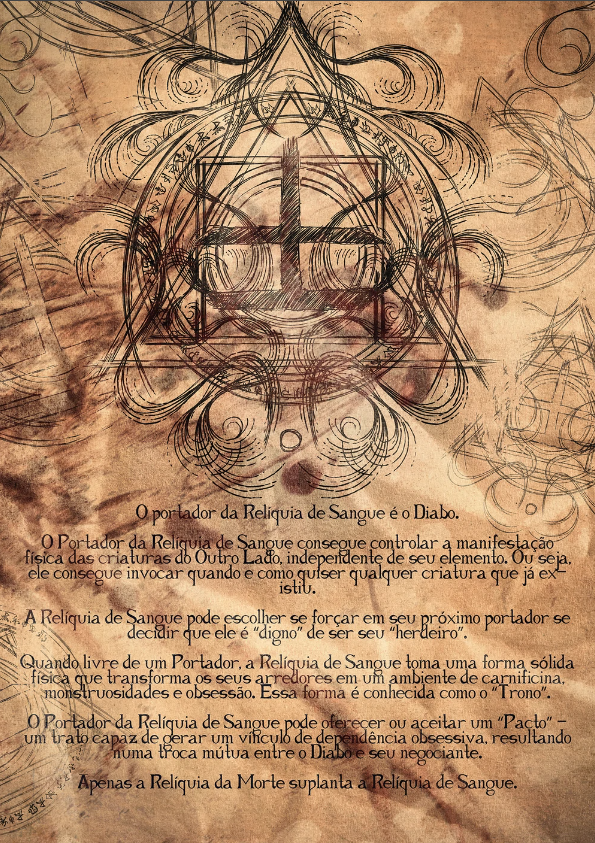 O portador da Relíquia de Sangue é o Diabo.
O Portador da Relíquia de Sangue consegue controlar a manifestação
física das criaturas do Outro Lado, independente de seu elemento. Ou seja,
ele consegue invocar quando e como quiser qualquer criatura que já ex-
istiu.
A Relíquia de Sangue pode escolher se forçar em seu próximo portador se
decidir que ele é "digno" de ser seu "herdeiro".
Quando livre de um Portador, a Relíquia de Sangue toma uma forma sólida
física que transforma os seus arredores em um ambiente de carnificina,
monstruosidades e obsessão. Essa forma é conhecida como o "Trono".
O Portador da Relíquia de Sangue pode oferecer ou aceitar um "Pacto" –
um trato capaz de gerar um vínculo de dependência obsessiva, resultando
numa troca mútua entre o Diabo e seu negociante.
Apenas a Relíquia da Morte suplanta a Relíquia de Sangue.